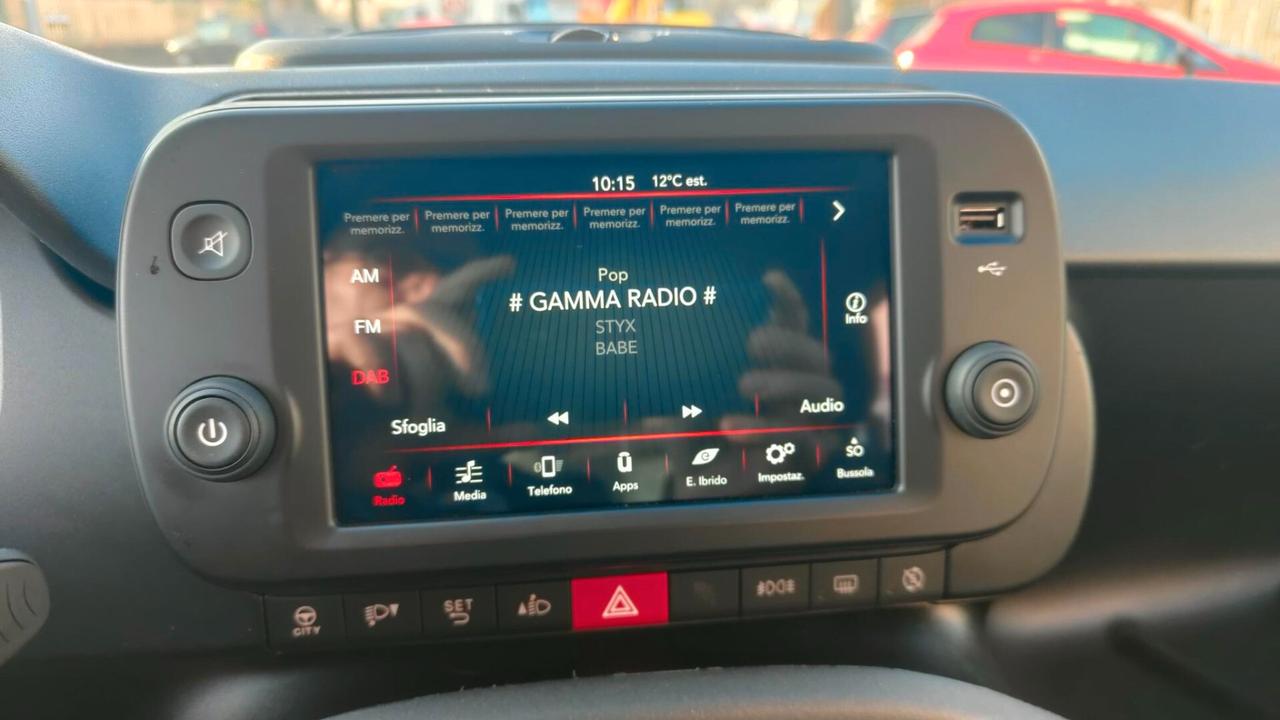 10:15 12°C est.
Premere per memorizz.
Premere per memorizz.
Premere per memorizz.
Premere per memorizz.
Premere per memorizz.
Premere per memorizz.
AM
FM
DAB
Pop
# GAMMA RADIO #
STYX
BABE
Info
Sfoglia
Audio
Radio
Media
Telefono
Apps
E. Ibrido
Impostaz.
SO
Bussola
CITY
SET